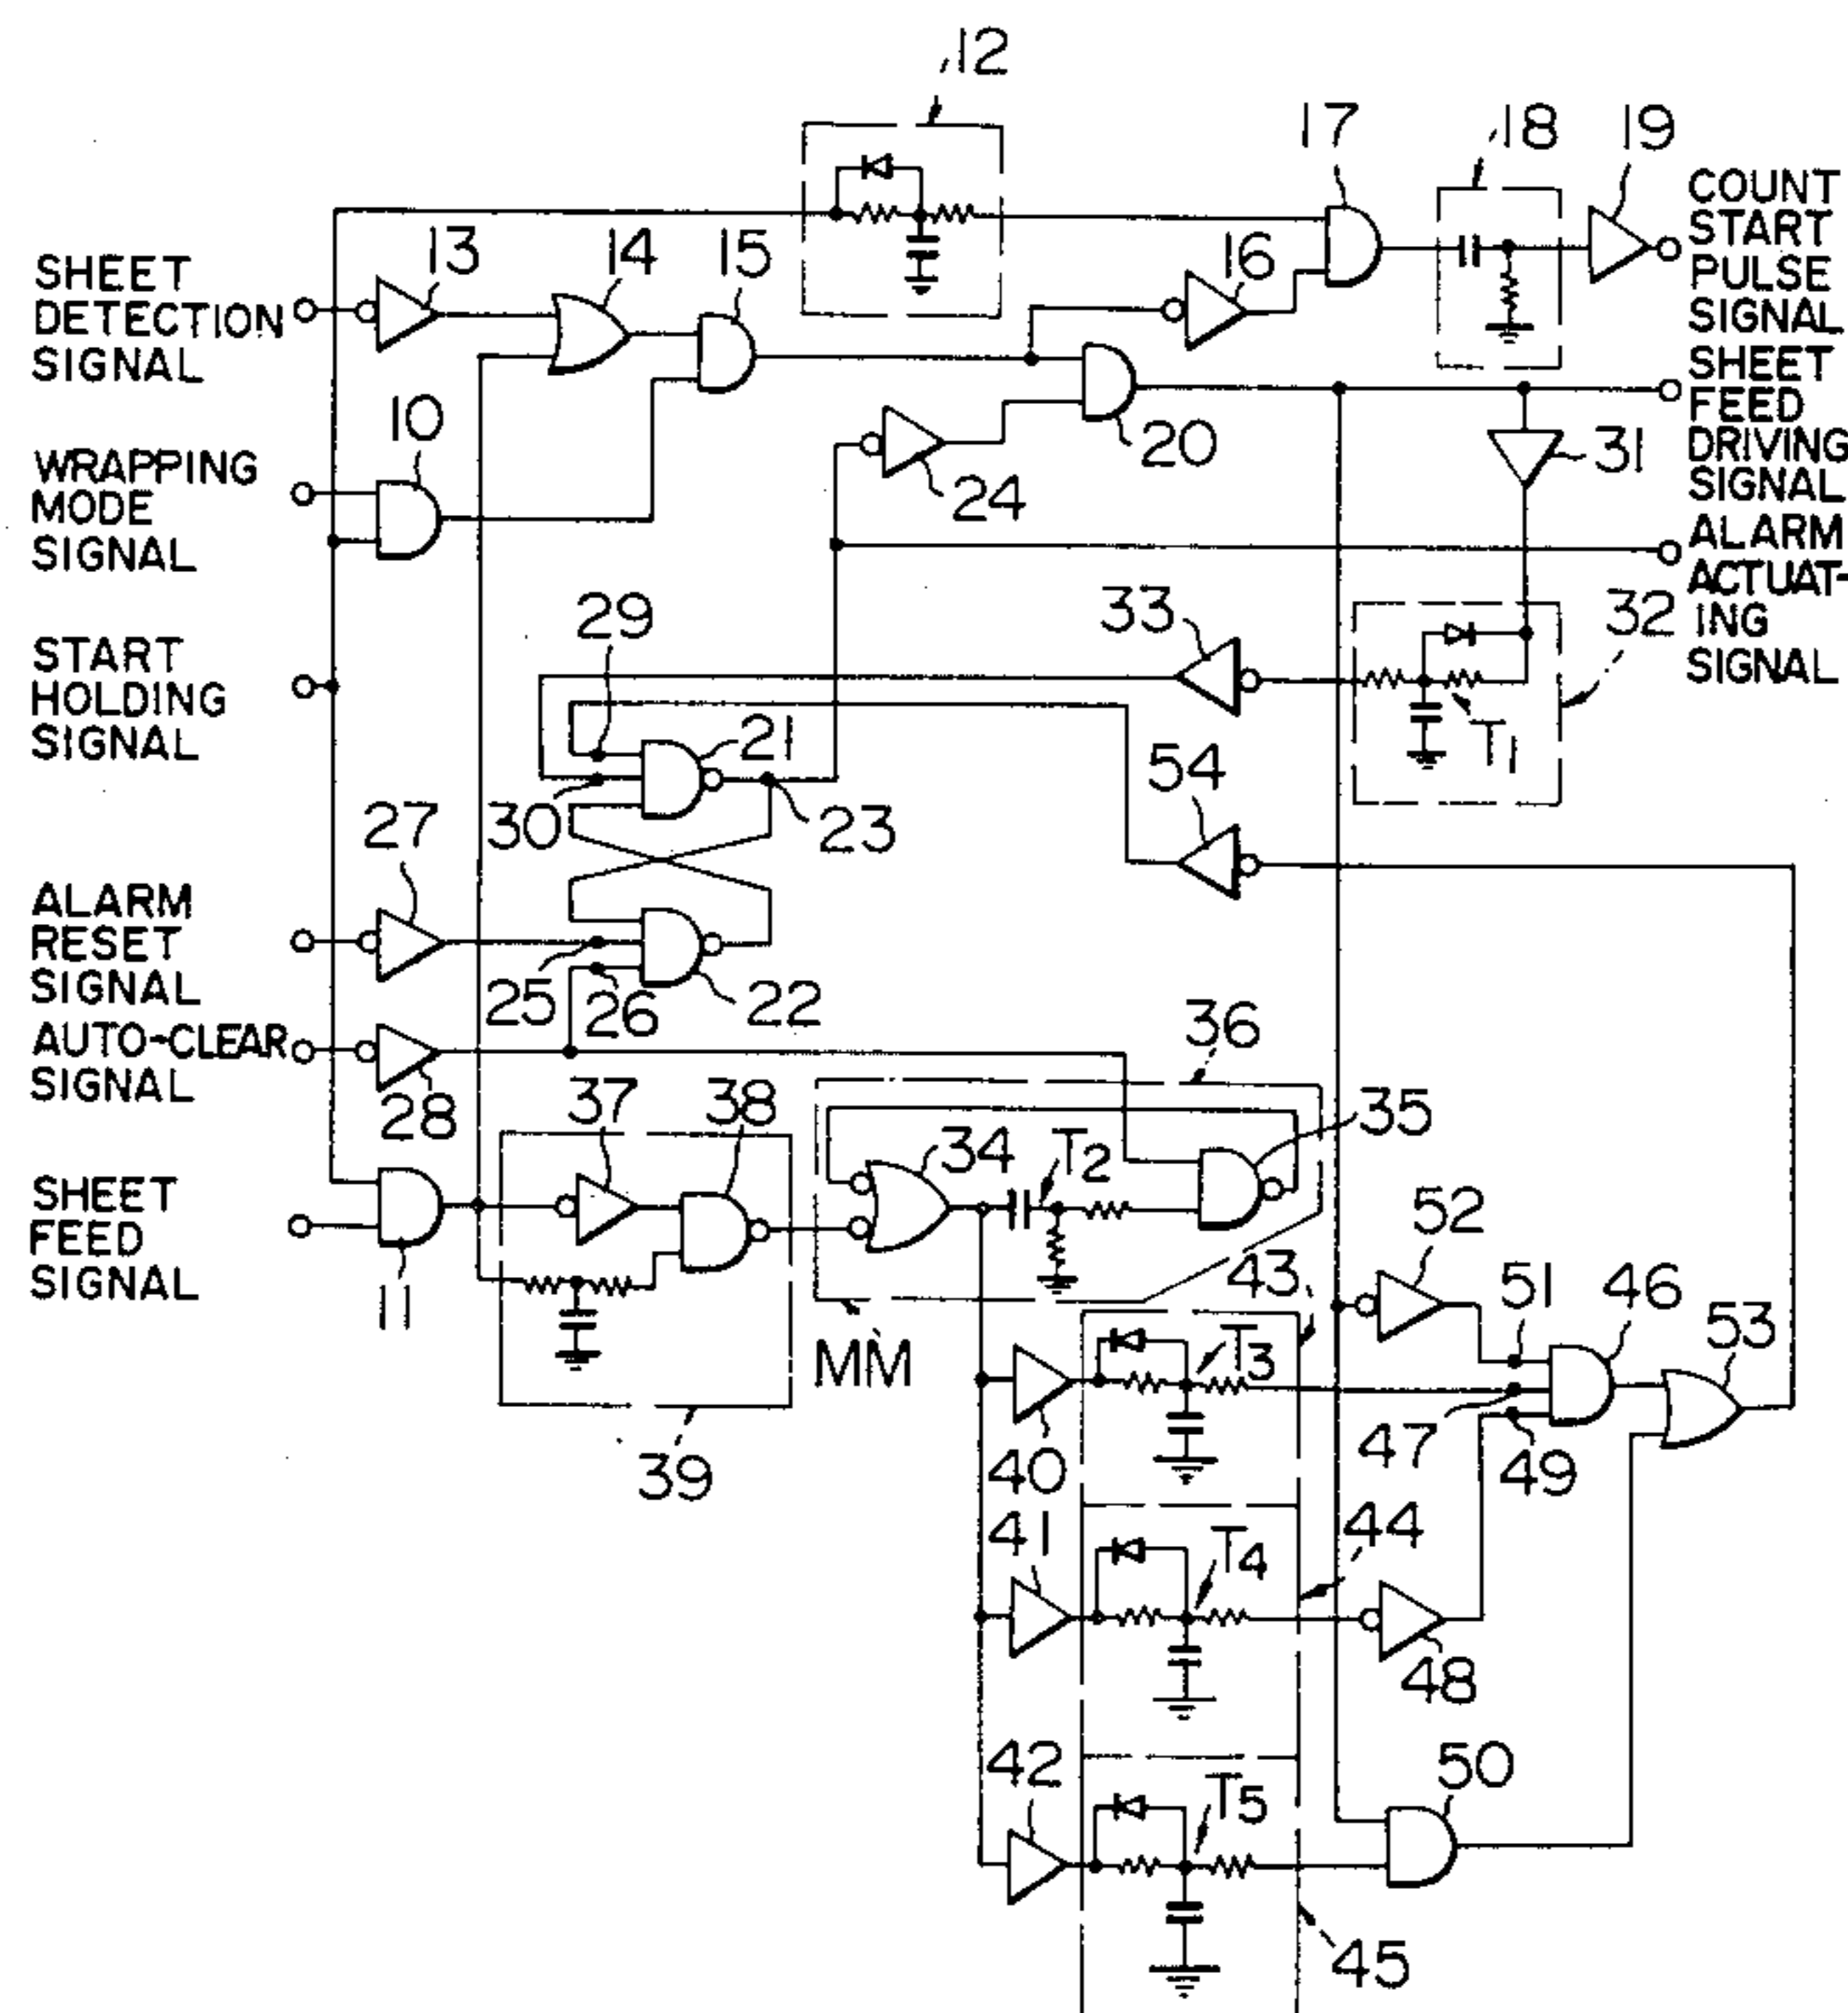 12
17
18
19
COUNT
START
PULSE
SIGNAL
SHEET
DETECTION
SIGNAL
13
14
15
16
SHEET
FEED
DRIVING
SIGNAL
10
20
31
WRAPPING
MODE
SIGNAL
24
ALARM
ACTUAT-
ING
SIGNAL
29
33
32
START
HOLDING
SIGNAL
21
T1
54
30
23
27
ALARM
RESET
SIGNAL
25
26
22
36
AUTO-CLEAR
SIGNAL
28
37
38
35
34
T2
SHEET
FEED
SIGNAL
11
52
43
51
46
53
MM
T3
47
49
39
40
41
T4
44
48
42
T5
50
45